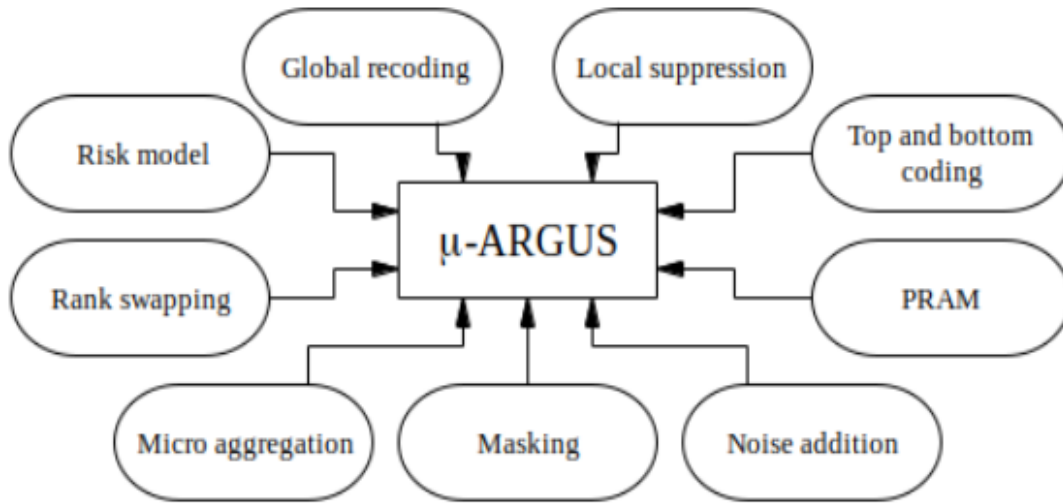 Global recoding
Local suppression
Risk model
Top and bottom
coding
μ-ARGUS
Rank swapping
PRAM
Micro aggregation
Masking
Noise addition